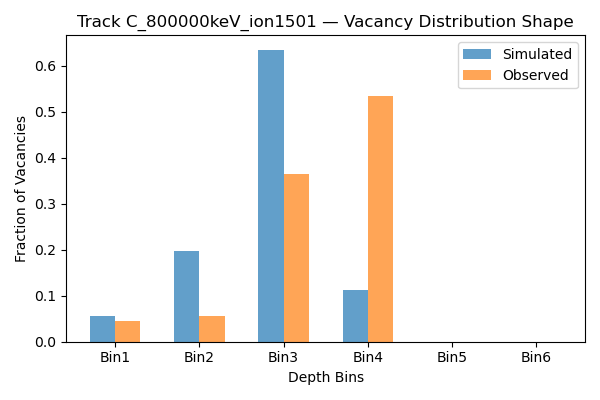 Track C_800000keV_ion1501 — Vacancy Distribution Shape
Simulated
Observed
Fraction of Vacancies
0.6
0.5
0.4
0.3
0.2
0.1
0.0
Bin1 Bin2 Bin3 Bin4 Bin5 Bin6
Depth Bins